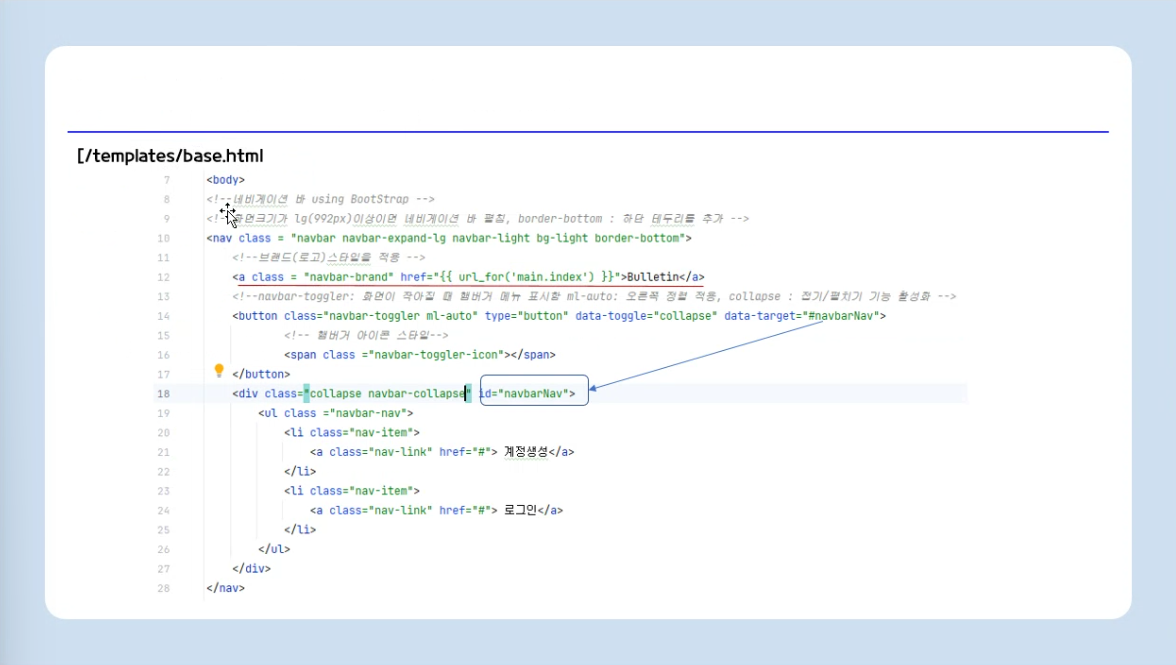 [/templates/base.html
7 <body>
8 <!--네비게이션 바 using BootStrap -->
9 <!--화면크기가 lg(992px)이상이면 네비게이션 바 펼침, border-bottom : 하단 테두리를 추가 -->
10 <nav class = "navbar navbar-expand-lg navbar-light bg-light border-bottom">
11 <!--브랜드(로고)스타일을 적용 -->
12 <a class = "navbar-brand" href="{{ url_for('main.index') }}">Bulletin</a>
13 <!--navbar-toggler: 화면이 작아질 때 햄버거 메뉴 표시함 ml-auto: 오른쪽 정렬 적용, collapse : 접기/펼치기 기능 활성화 -->
14 <button class="navbar-toggler ml-auto" type="button" data-toggle="collapse" data-target="#navbarNav">
15 <!-- 햄버거 아이콘 스타일-->
16 <span class ="navbar-toggler-icon"></span>
17 </button>
18 <div class="collapse navbar-collapse" id="navbarNav">
19 <ul class ="navbar-nav">
20 <li class="nav-item">
21 <a class="nav-link" href="#"> 계정생성</a>
22 </li>
23 <li class="nav-item">
24 <a class="nav-link" href="#"> 로그인</a>
25 </li>
26 </ul>
27 </div>
28 </nav>